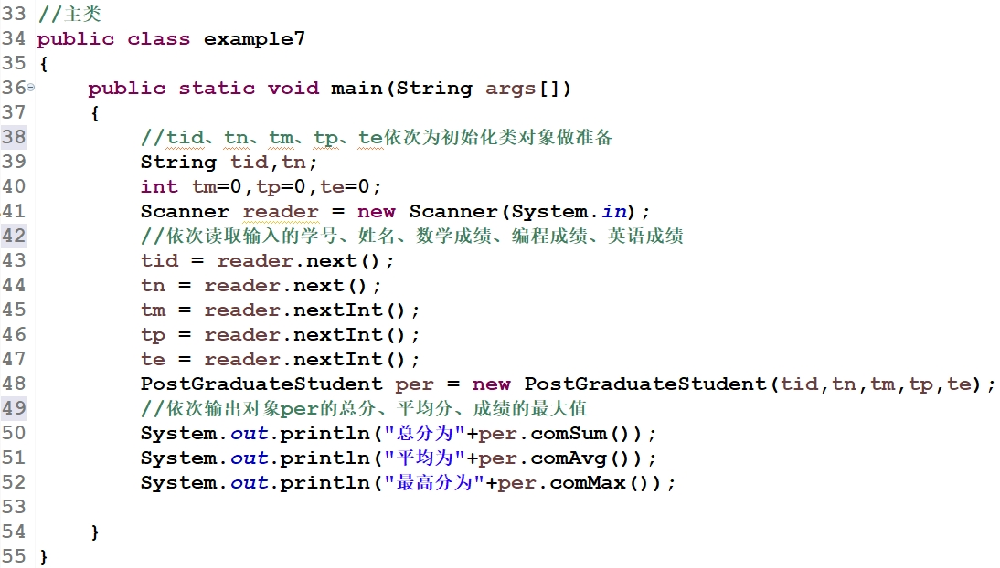 33 //主类
34 public class example7
35 {
36 public static void main(String args[])
37 {
38 //tid、tn、tm、tp、te依次为初始化类对象做准备
39 String tid,tn;
40 int tm=0,tp=0,te=0;
41 Scanner reader = new Scanner(System.in);
42 //依次读取输入的学号、姓名、数学成绩、编程成绩、英语成绩
43 tid = reader.next();
44 tn = reader.next();
45 tm = reader.nextInt();
46 tp = reader.nextInt();
47 te = reader.nextInt();
48 PostGraduateStudent per = new PostGraduateStudent(tid,tn,tm,tp,te);
49 //依次输出对象per的总分、平均分、成绩的最大值
50 System.out.println("总分为"+per.comSum());
51 System.out.println("平均为"+per.comAvg());
52 System.out.println("最高分为"+per.comMax());
53
54 }
55 }